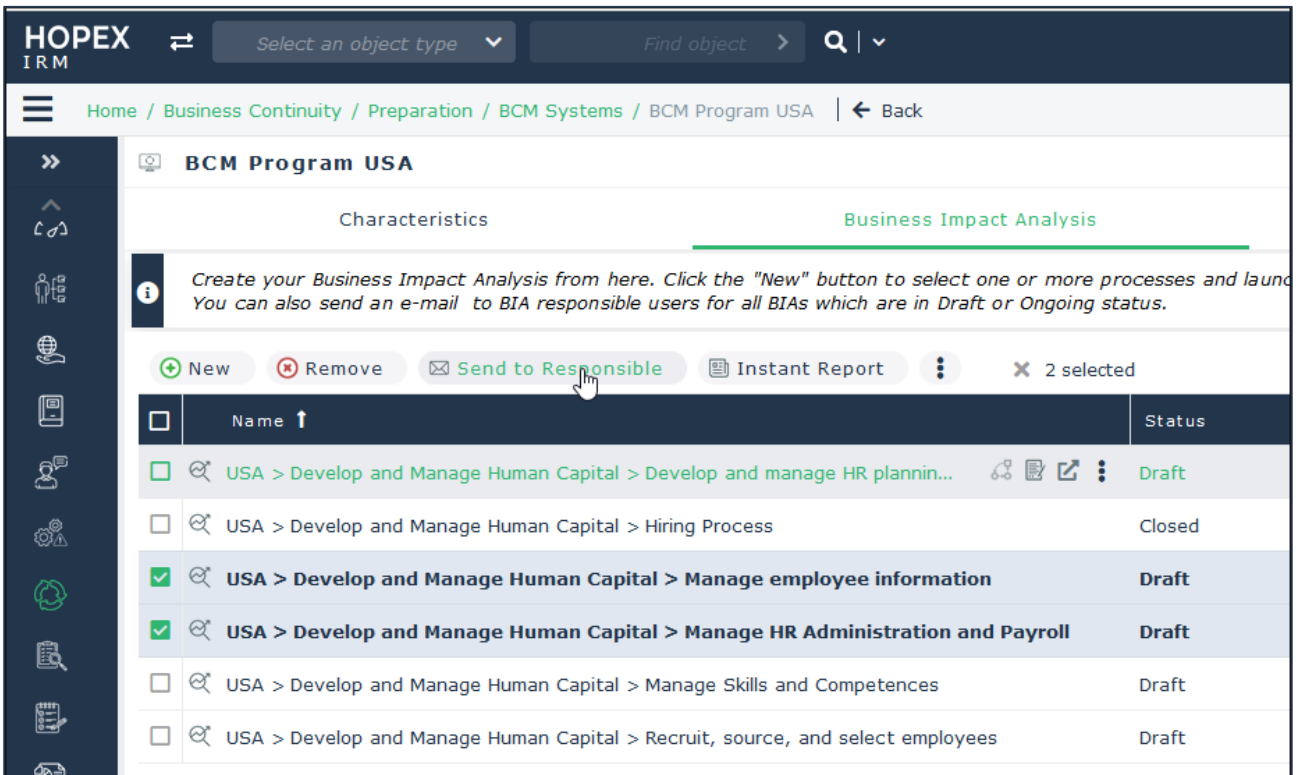 HOPEX
IRM
Select an object type
Find object
Home / Business Continuity / Preparation / BCM Systems / BCM Program USA
Back
BCM Program USA
Characteristics
Business Impact Analysis
Create your Business Impact Analysis from here. Click the "New" button to select one or more processes and launc
You can also send an e-mail to BIA responsible users for all BIAs which are in Draft or Ongoing status.
New
Remove
Send to Responsible
Instant Report
2 selected
Name
Status
USA > Develop and Manage Human Capital > Develop and manage HR plannin...
Draft
USA > Develop and Manage Human Capital > Hiring Process
Closed
USA > Develop and Manage Human Capital > Manage employee information
Draft
USA > Develop and Manage Human Capital > Manage HR Administration and Payroll
Draft
USA > Develop and Manage Human Capital > Manage Skills and Competences
Draft
USA > Develop and Manage Human Capital > Recruit, source, and select employees
Draft